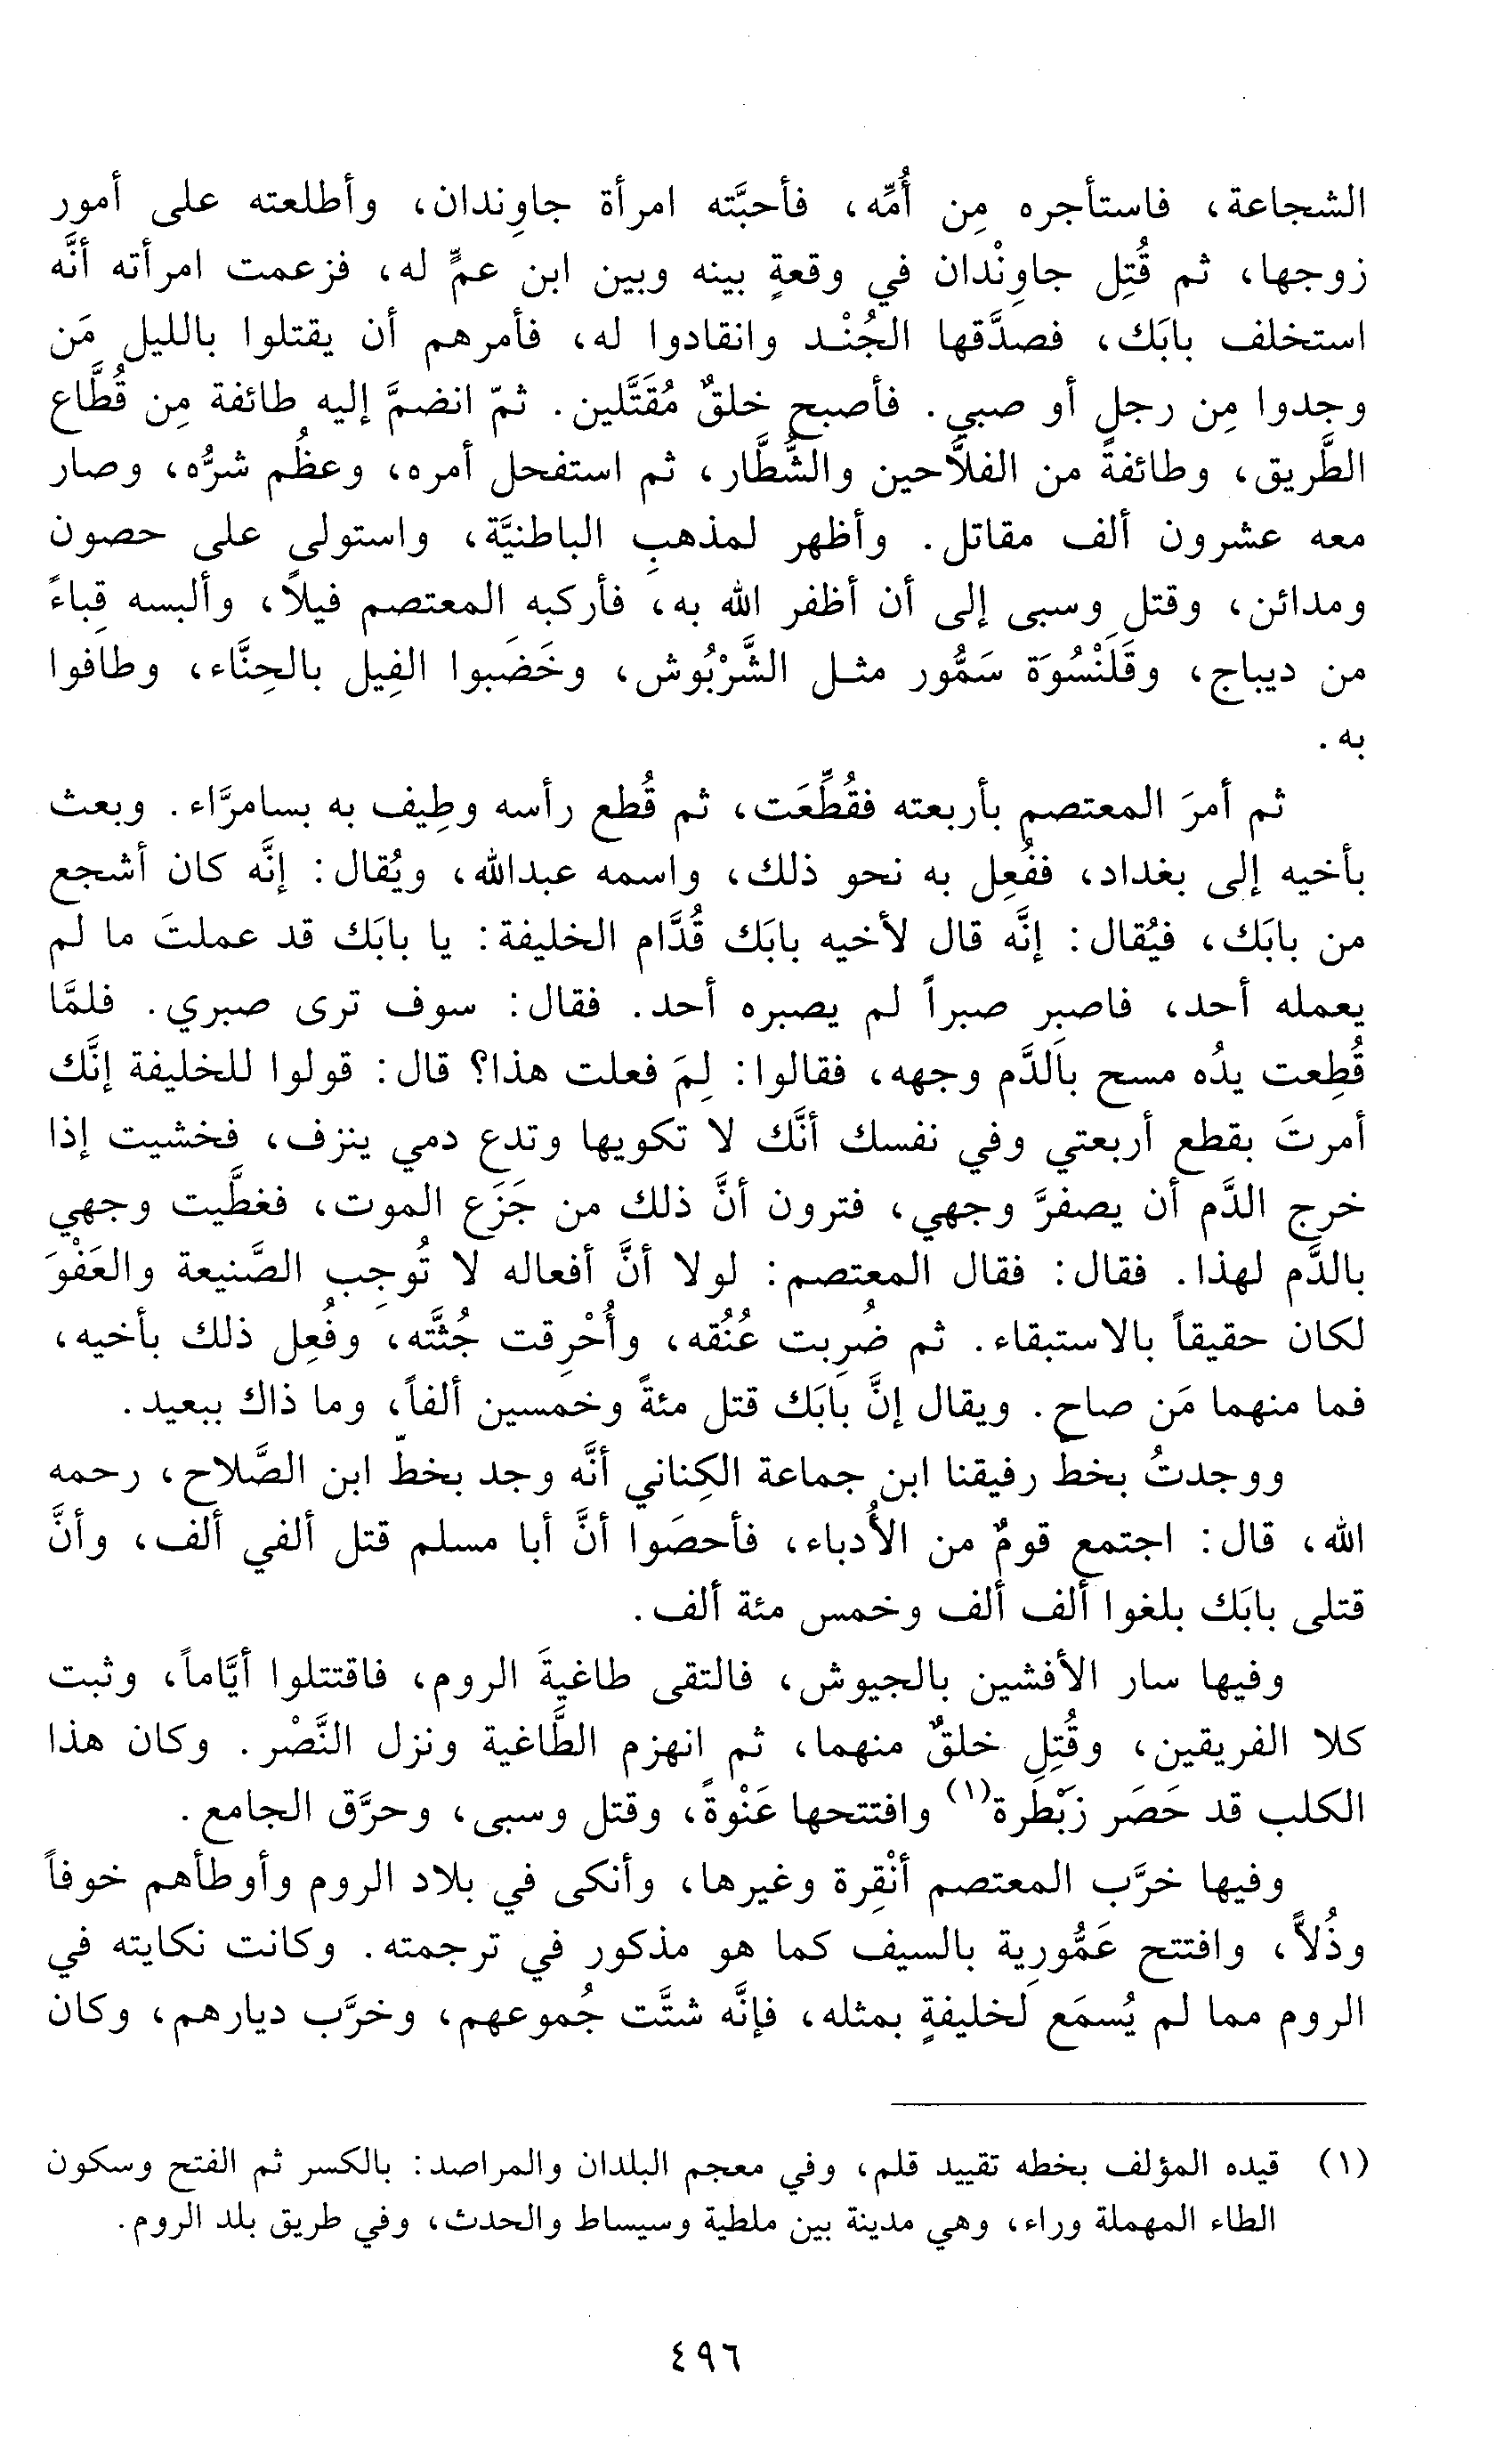 الشجاعة، فاستأجره مِن أُمِّه، فأحبَّته امرأة جاوِندان، وأطلعته على أمور
زوجها، ثم قُتِل جاوِنْدان في وقعةٍ بينه وبين ابن عمٍّ له، فزعمت امرأته أنَّه
استخلف بابَك، فصدَّقها الجُنْد وانقادوا له، فأمرهم أن يقتلوا بالليل مَن
وجدوا مِن رجل أو صبي. فأصبح خلقٌ مُقَتَّلين. ثمّ انضمَّ إليه طائفة مِن قُطَّاع
الطَّريق، وطائفةً من الفلاَّحين والشُّطَّار، ثم استفحل أمره، وعظُم شرُّه، وصار
معه عشرون ألف مقاتل. وأظهر لمذهبِ الباطنيَّة، واستولى على حصون
ومدائن، وقتل وسبى إلى أن أظفر الله به، فأركبه المعتصم فيلاً، وألبسه قِباءً
من ديباج، وقَلَنْسُوَة سَمُّور مثل الشَّرْبُوش، وخَضَبوا الفِيل بالحِنَّاء، وطافوا
به.
ثم أمرَ المعتصم بأربعته فقُطِّعَت، ثم قُطع رأسه وطِيف به بسامرَّاء. وبعث
بأخيه إلى بغداد، ففُعِل به نحو ذلك، واسمه عبدالله، ويُقال: إنَّه كان أشجع
من بابَك، فيُقال: إنَّه قال لأخيه بابَك قُدَّام الخليفة: يا بابَك قد عملتَ ما لم
يعمله أحد، فاصبِر صبراً لم يصبره أحد. فقال: سوف ترى صبري. فلمَّا
قُطِعت يدُه مسح بالدَّم وجهه، فقالوا: لِمَ فعلت هذا؟ قال: قولوا للخليفة إنَّك
أمرتَ بقطع أربعتي وفي نفسك أنَّك لا تكويها وتدع دمي ينزف، فخشيت إذا
خرج الدَّم أن يصفرَّ وجهي، فترون أنَّ ذلك من جَزَع الموت، فغطَّيت وجهي
بالدَّم لهذا. فقال: فقال المعتصم: لولا أنَّ أفعاله لا تُوجِب الصَّنيعة والعَفْوَ
لكان حقيقاً بالاستبقاء. ثم ضُرِبت عُنُقه، وأُحْرِقت جُثَّته، وفُعِل ذلك بأخيه،
فما منهما مَن صاح. ويقال إنَّ بابَك قتل مئةً وخمسين ألفاً، وما ذاك ببعيد.
ووجدتُ بخط رفيقنا ابن جماعة الكِناني أنَّه وجد بخطّ ابن الصَّلاح، رحمه
الله، قال: اجتمع قومٌ من الأُدباء، فأحصَوا أنَّ أبا مسلم قتل ألفي ألف، وأنَّ
قتلى بابَك بلغوا ألف ألف وخمس مئة ألف.
وفيها سار الأفشين بالجيوش، فالتقى طاغيةَ الروم، فاقتتلوا أيَّاماً، وثبت
كلا الفريقين، وقُتِل خلقٌ منهما، ثم انهزم الطَّاغية ونزل النَّصْر. وكان هذا
الكلب قد حَصَر زِبَطْرة(١) وافتتحها عَنْوةً، وقتل وسبى، وحرَّق الجامع.
وفيها خرَّب المعتصم أنْقِرة وغيرها، وأنكى في بلاد الروم وأوطأهم خوفاً
وذُلاًّ، وافتتح عَمُّورِية بالسيف كما هو مذكور في ترجمته. وكانت نكايته في
الروم مما لم يُسمَع لخليفةٍ بمثله، فإنَّه شتَّت جُموعهم، وخرَّب ديارهم، وكان
(١) قيده المؤلف بخطه تقييد قلم، وفي معجم البلدان والمراصد: بالكسر ثم الفتح وسكون
الطاء المهملة وراء، وهي مدينة بين ملطية وسيساط والحدث، وفي طريق بلد الروم.
٤٩٦